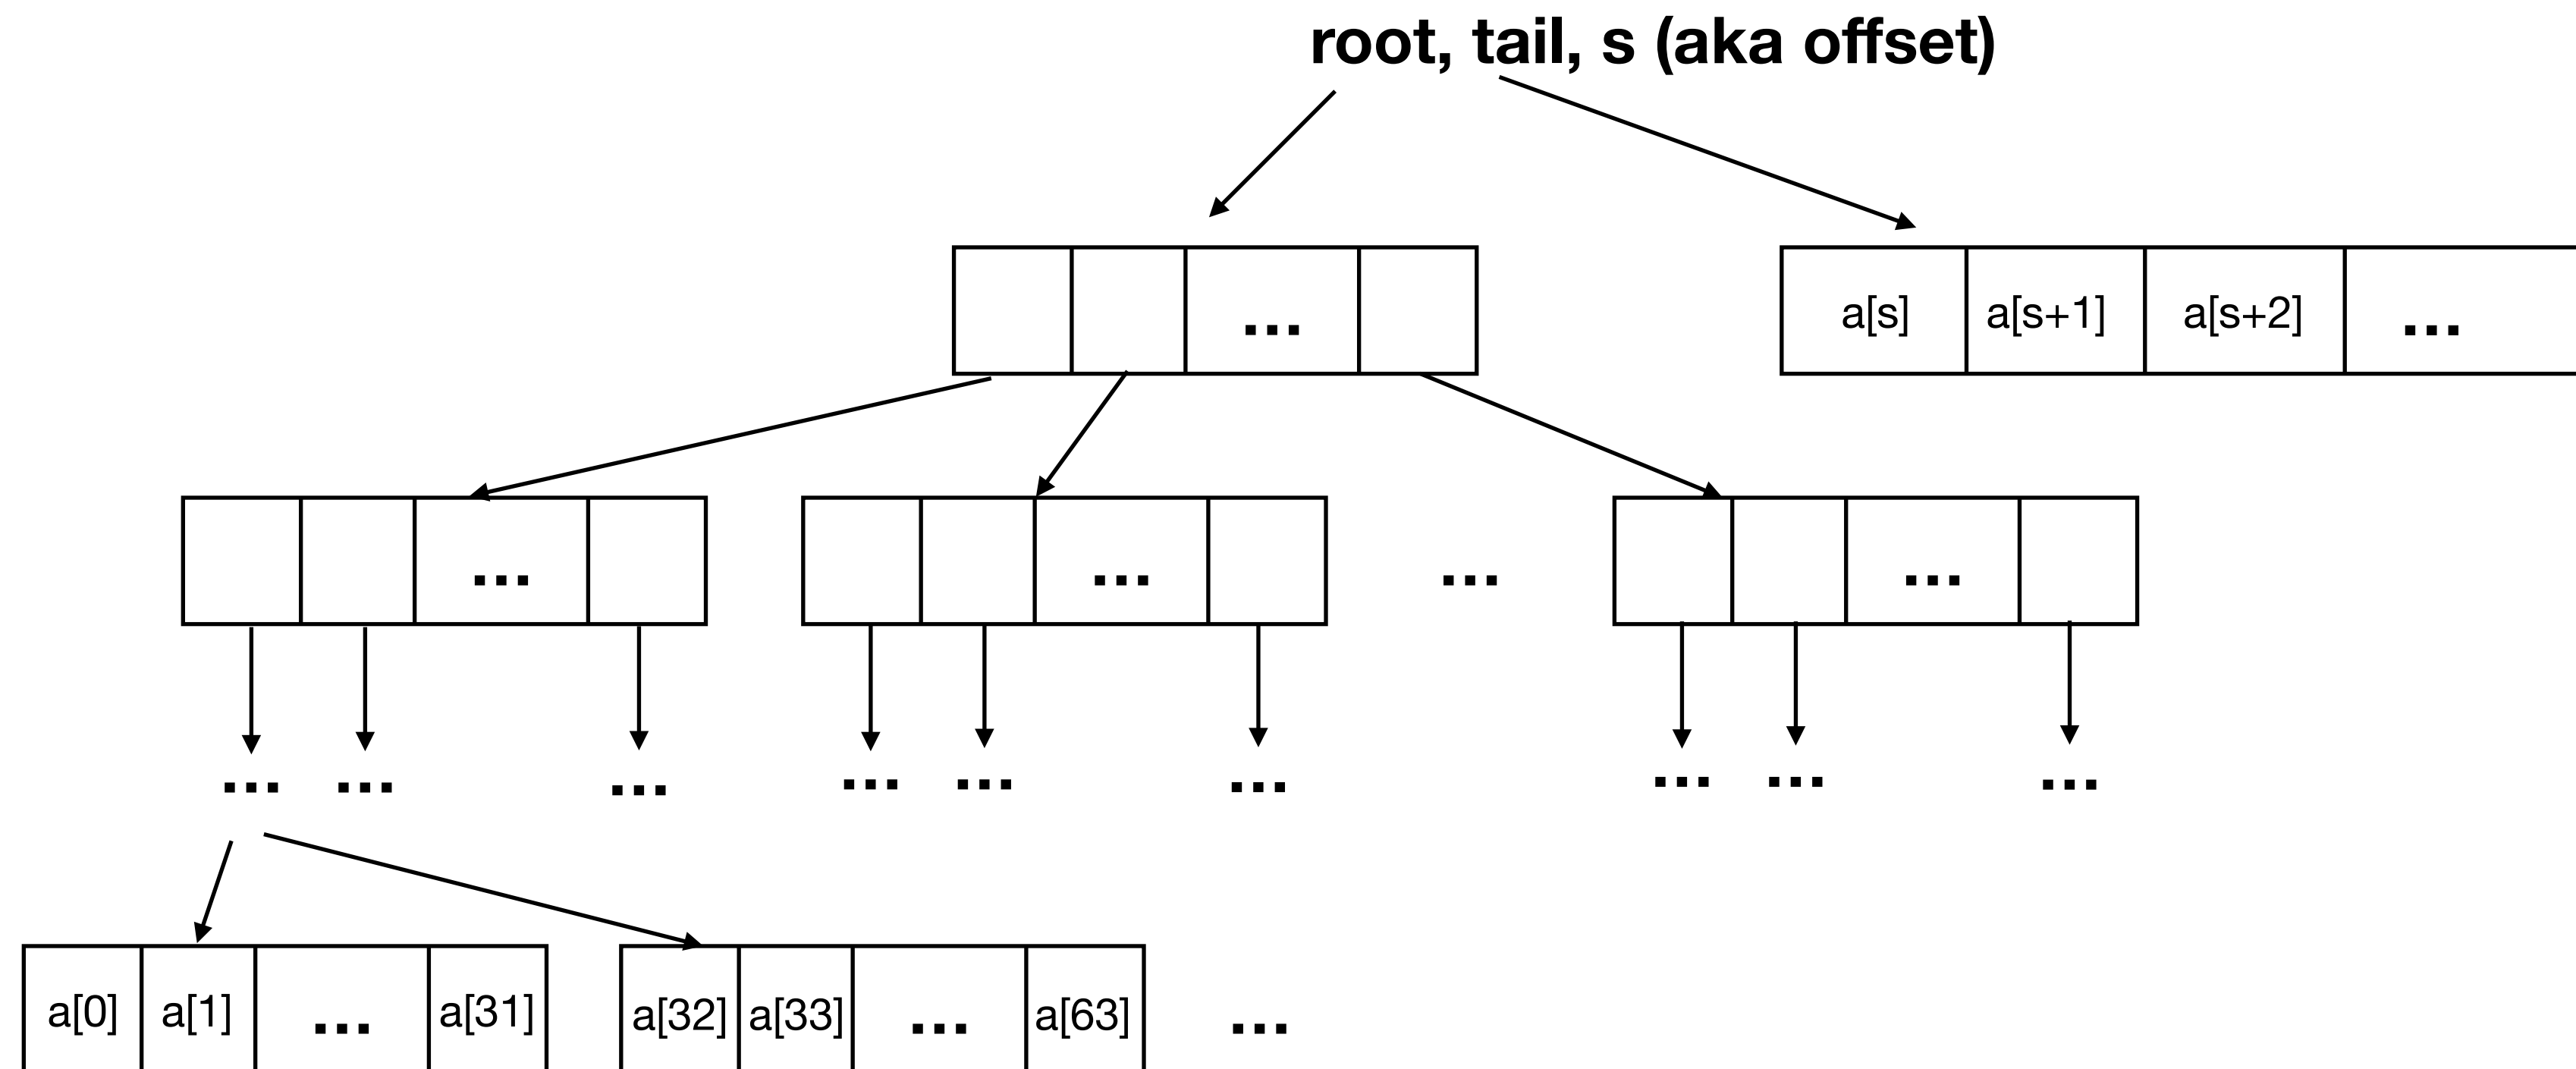 root, tail, s (aka offset)
...
a[s] a[s+1] a[s+2] ...
... ... ... ...
... ... ... ... ... ... ... ... ...
a[0] a[1] ... a[31] a[32] a[33] ... a[63] ...